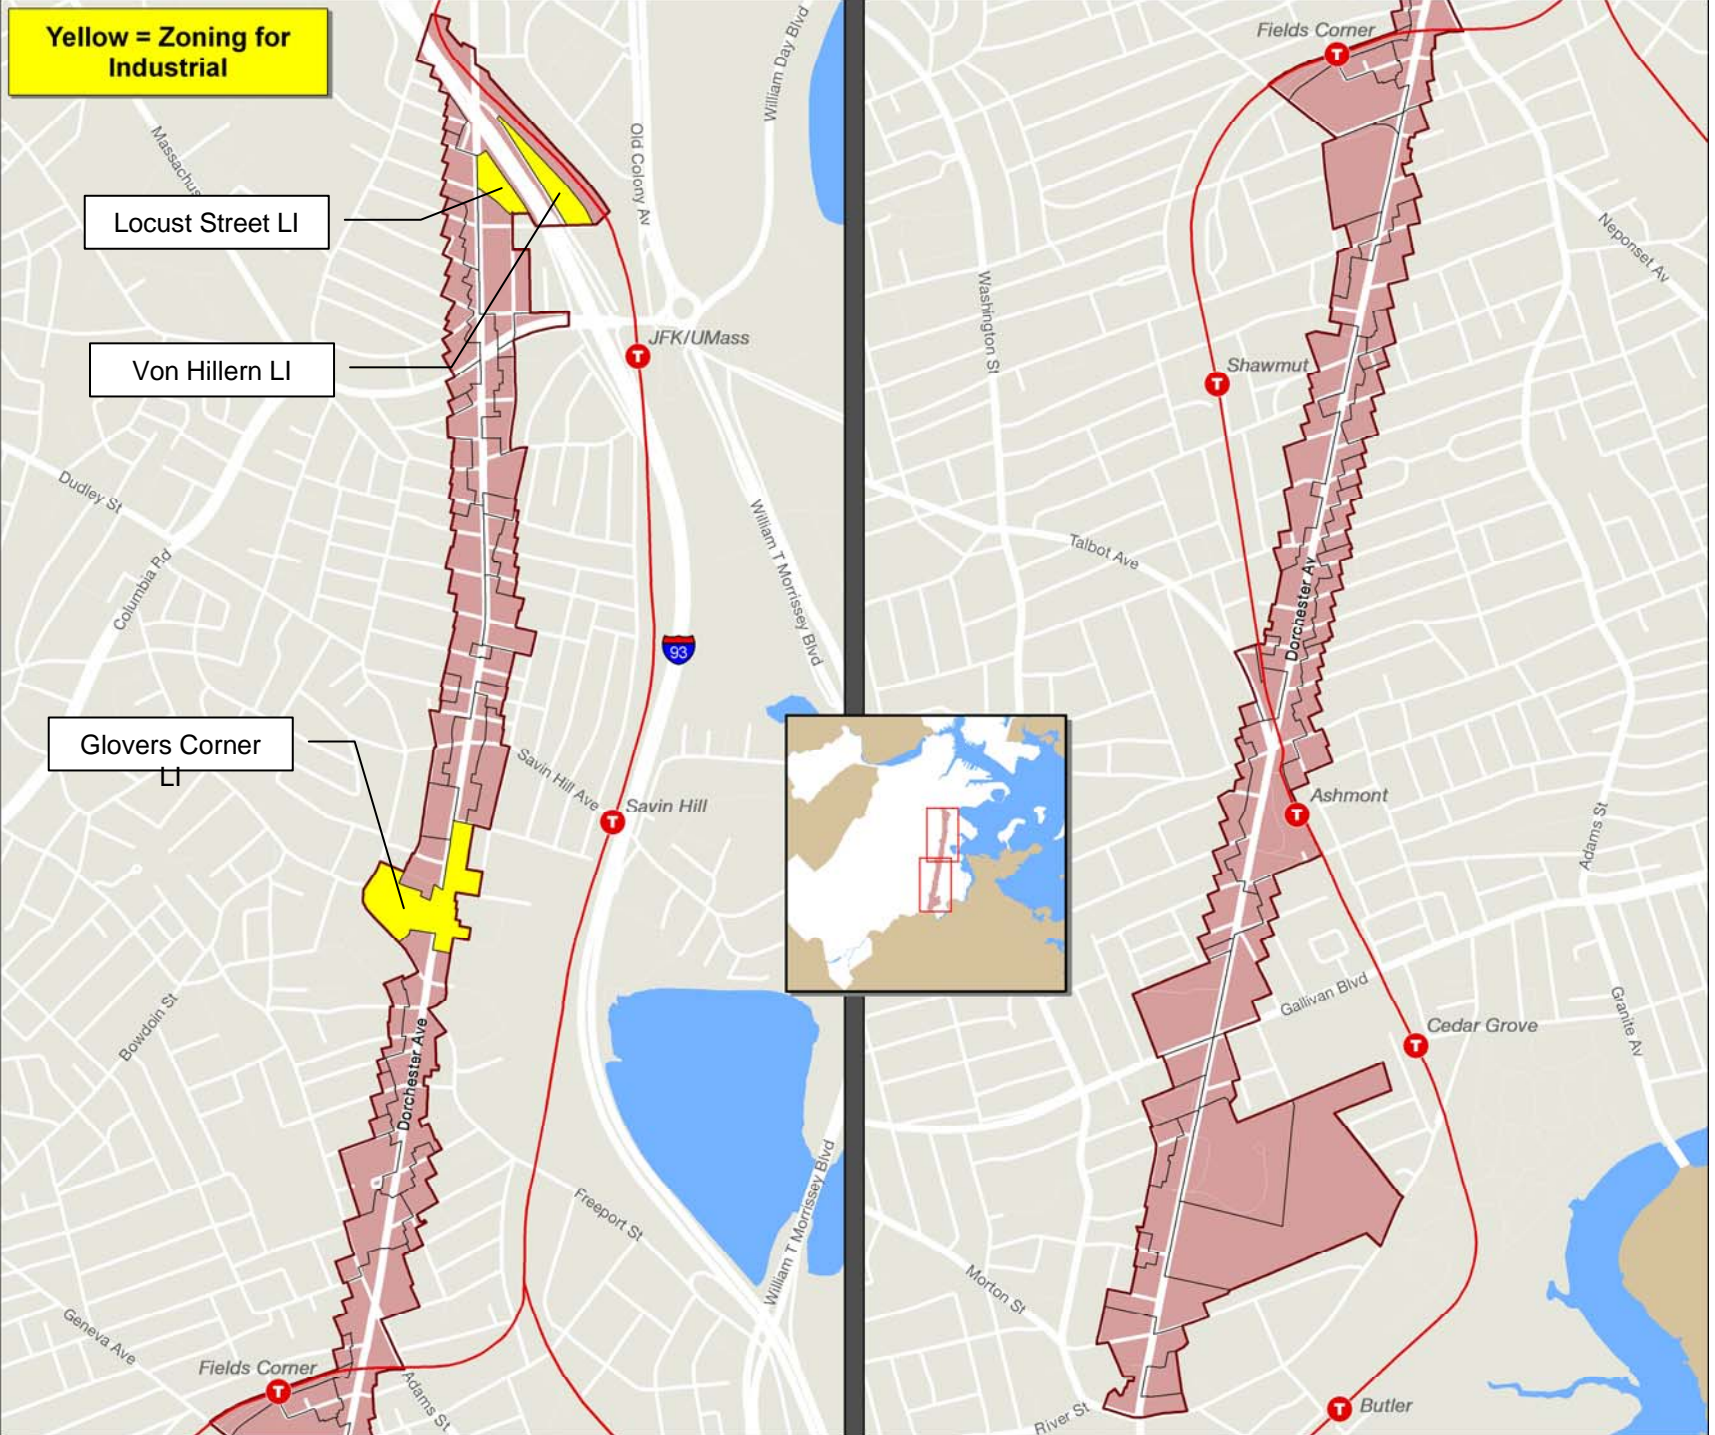 Yellow = Zoning for
Industrial
Massachus
Old Colony Av
William Day Blvd
Locust Street LI
Von Hillern LI
T
JFK/UMass
Dudley St
Columbia Rd
William T Morrissey Blvd
93
Glovers Corner
LI
Savin Hill Ave
T
Savin Hill
Bowdoin St
Dorchester Ave
Freeport St
William T Morrissey Blvd
Geneva Ave
Fields Corner
T
Adams St
Fields Corner
T
Neponset Av
Washington St
T
Shawmut
Talbot Ave
Dorchester Av
T
Ashmont
Adams St
Gallivan Blvd
T
Cedar Grove
Granite Av
Morton St
River St
T
Butler